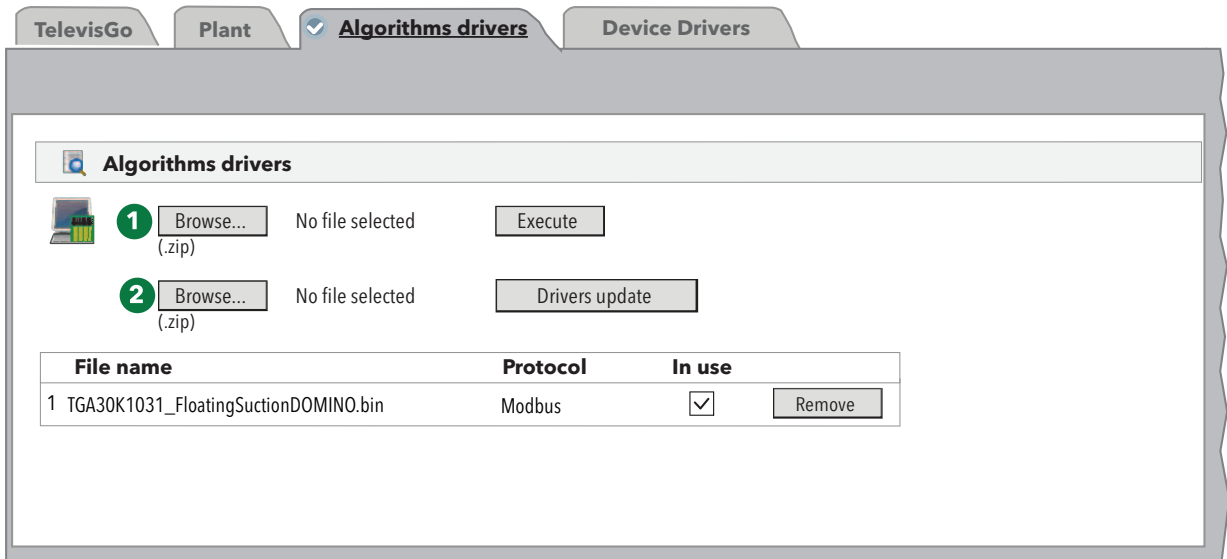 TelevisGo Plant Algorithms drivers Device Drivers
Algorithms drivers
1 Browse... No file selected Execute
(.zip)
2 Browse... No file selected Drivers update
(.zip)
File name Protocol In use
1 TGA30K1031_FloatingSuctionDOMINO.bin Modbus Remove